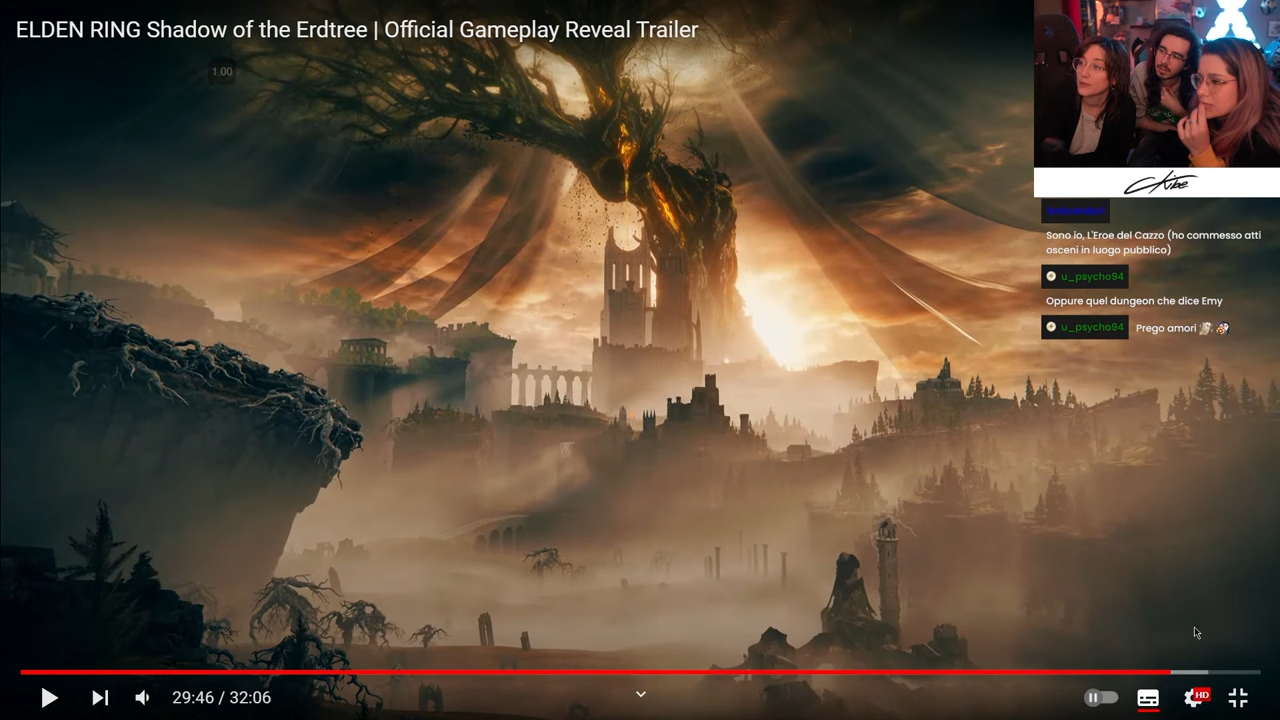 ELDEN RING Shadow of the Erdtree | Official Gameplay Reveal Trailer
1.00
Sono io, L'Eroe del Cazzo (ho commesso atti
osceni in luogo pubblico)
u_psycho94
Oppure quel dungeon che dice Emy
u_psycho94 Prego amori
29:46 / 32:06
HD